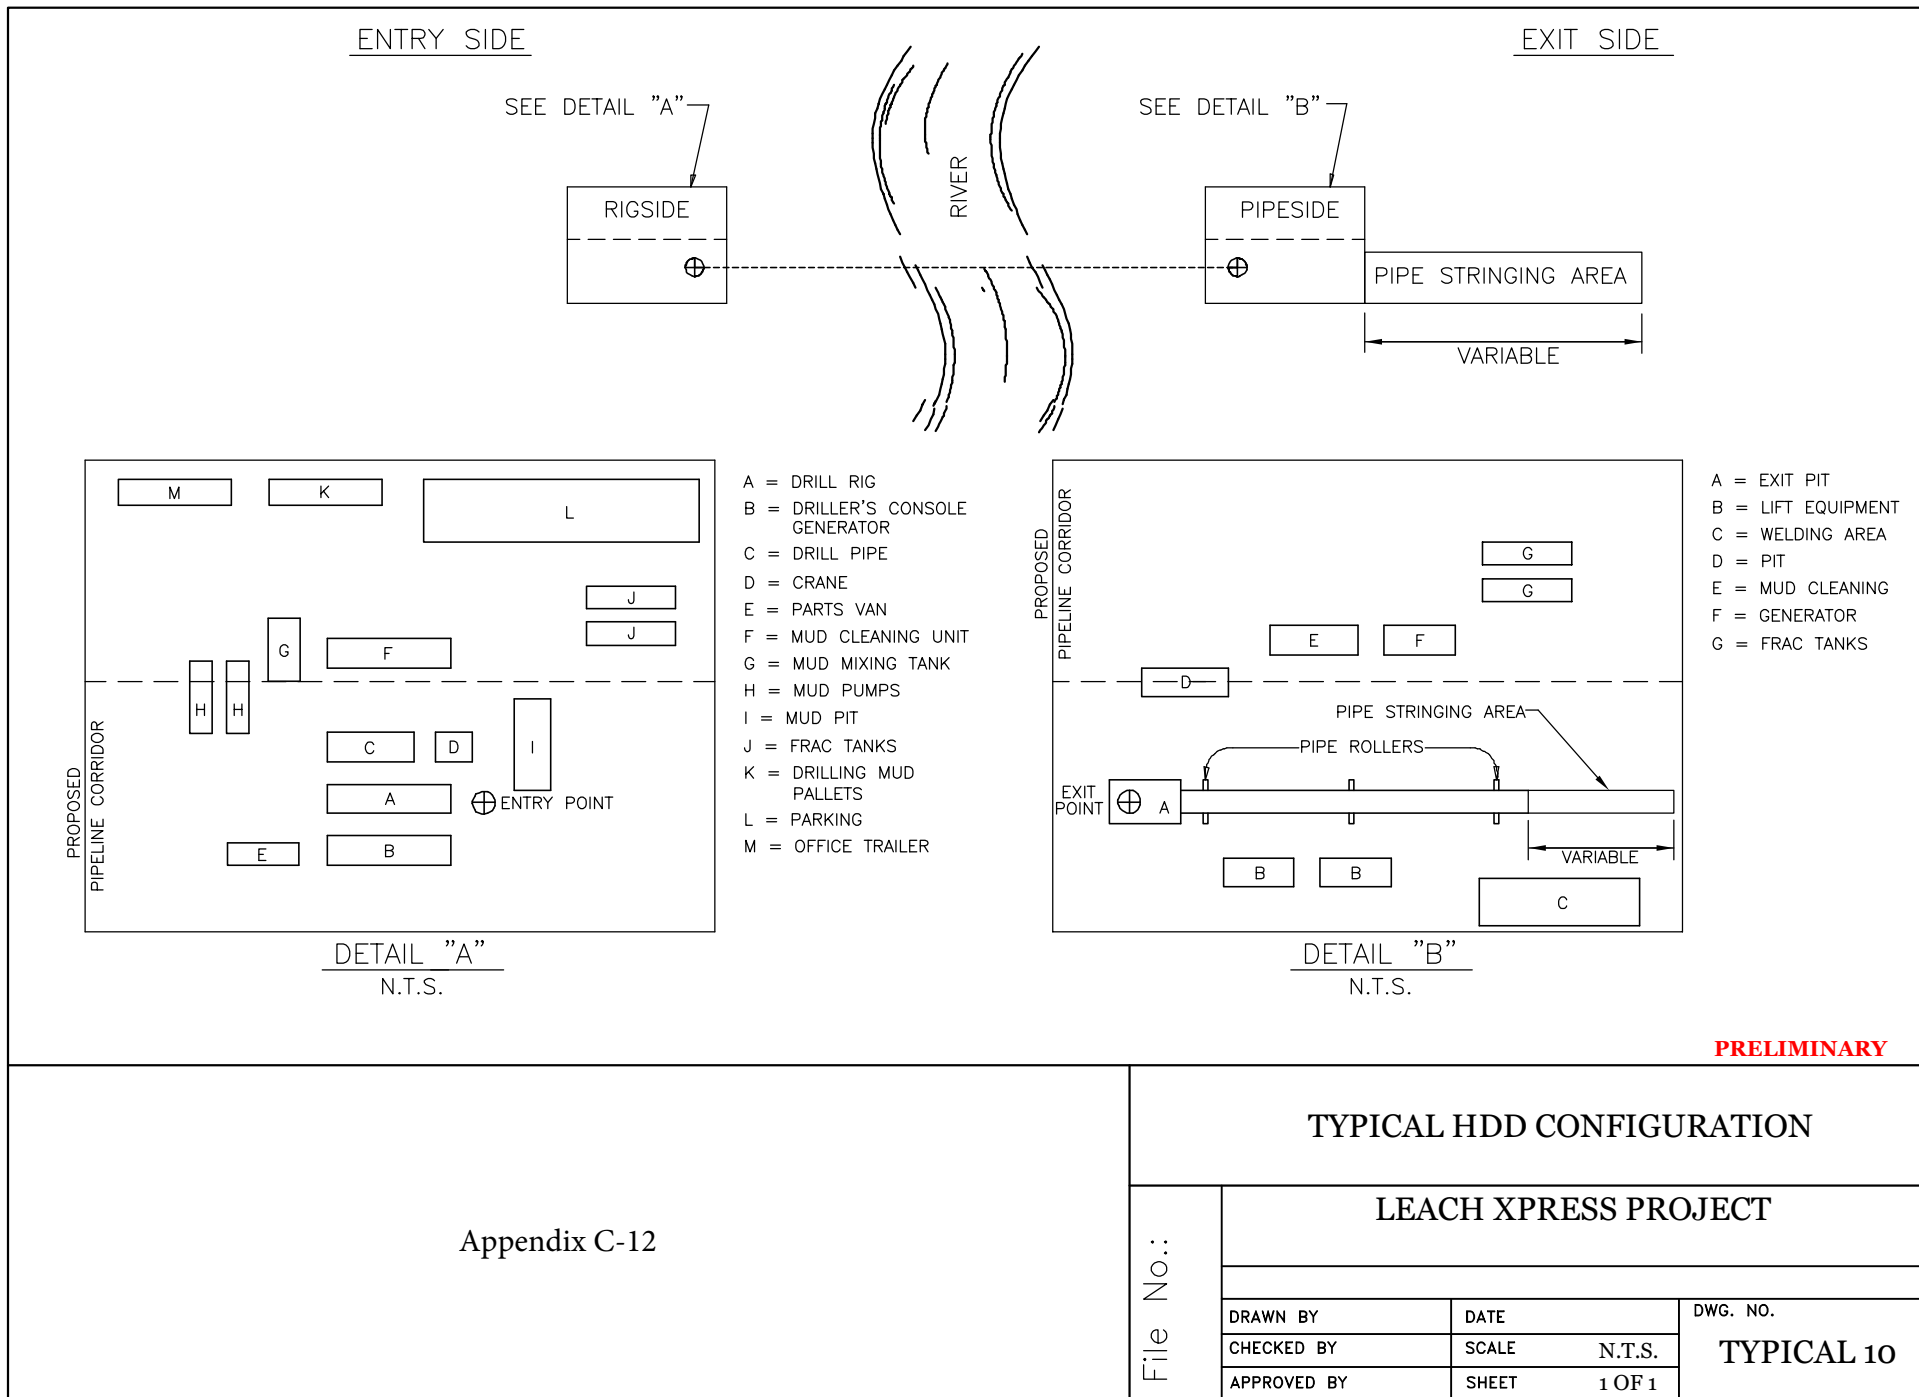 ENTRY SIDE
EXIT SIDE
SEE DETAIL "A"
SEE DETAIL "B"
RIGSIDE
RIVER
PIPESIDE
PIPE STRINGING AREA
VARIABLE
M
K
L
J
J
G
F
H
H
C
D
I
A
ENTRY POINT
E
B
PROPOSED
PIPELINE CORRIDOR
DETAIL "A"
N.T.S.
A = DRILL RIG
B = DRILLER'S CONSOLE
GENERATOR
C = DRILL PIPE
D = CRANE
E = PARTS VAN
F = MUD CLEANING UNIT
G = MUD MIXING TANK
H = MUD PUMPS
I = MUD PIT
J = FRAC TANKS
K = DRILLING MUD
PALLETS
L = PARKING
M = OFFICE TRAILER
PROPOSED
PIPELINE CORRIDOR
G
G
E
F
D
PIPE STRINGING AREA
PIPE ROLLERS
EXIT
POINT
A
VARIABLE
B
B
C
DETAIL "B"
N.T.S.
A = EXIT PIT
B = LIFT EQUIPMENT
C = WELDING AREA
D = PIT
E = MUD CLEANING
F = GENERATOR
G = FRAC TANKS
PRELIMINARY
Appendix C-12
TYPICAL HDD CONFIGURATION
File No.:
LEACH XPRESS PROJECT
DRAWN BY
DATE
DWG. NO.
CHECKED BY
SCALE N.T.S.
TYPICAL 10
APPROVED BY
SHEET 1 OF 1